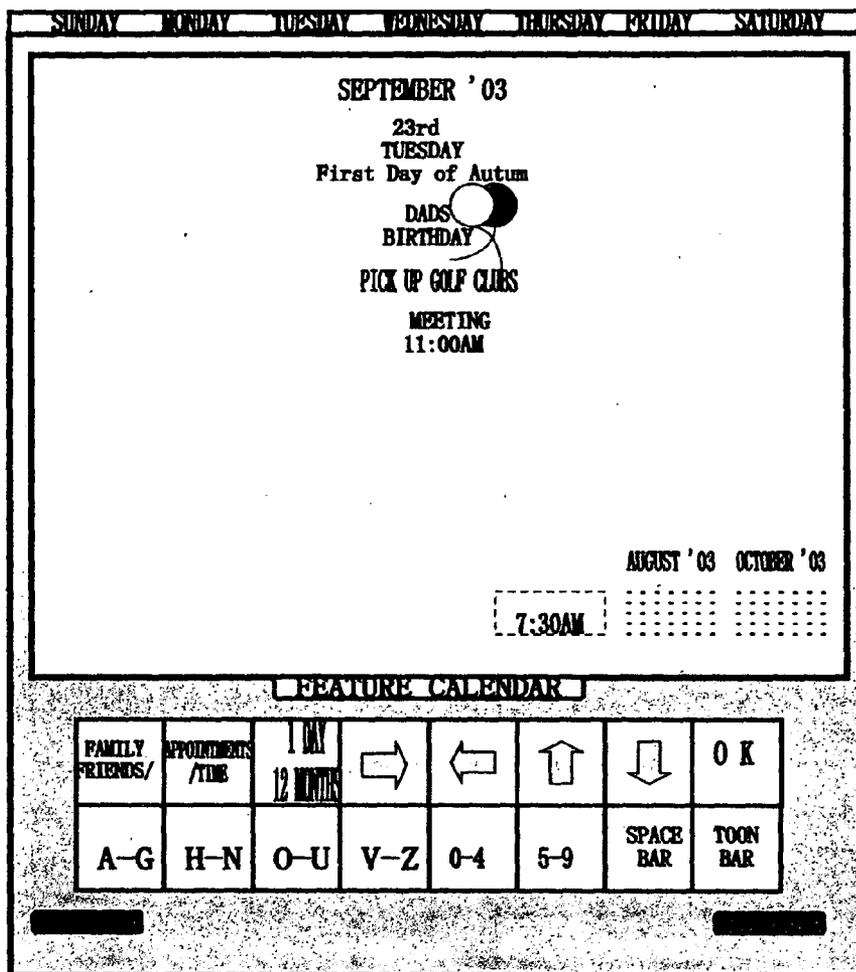 SUNDAY MONDAY TUESDAY WEDNESDAY THURSDAY FRIDAY SATURDAY
SEPTEMBER '03
23rd
TUESDAY
First Day of Autum
DADS
BIRTHDAY
PICK UP GOLF CLUBS
MEETING
11:00AM
AUGUST '03 OCTOBER '03
7:30AM
FEATURE CALENDAR
FAMILY
FRIENDS/
APPOINTMENTS
/TIME
1 DAY
12 MONTHS
O K
A-G H-N O-U V-Z 0-4 5-9
SPACE
BAR
TOON
BAR